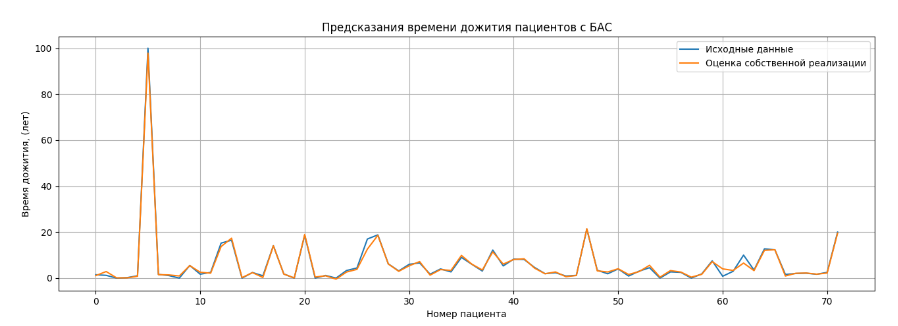 Предсказания времени дожития пациентов с БАС
Исходные данные
Оценка собственной реализации
Время дожития, (лет)
100
80
60
40
20
0
0 10 20 30 40 50 60 70
Номер пациента